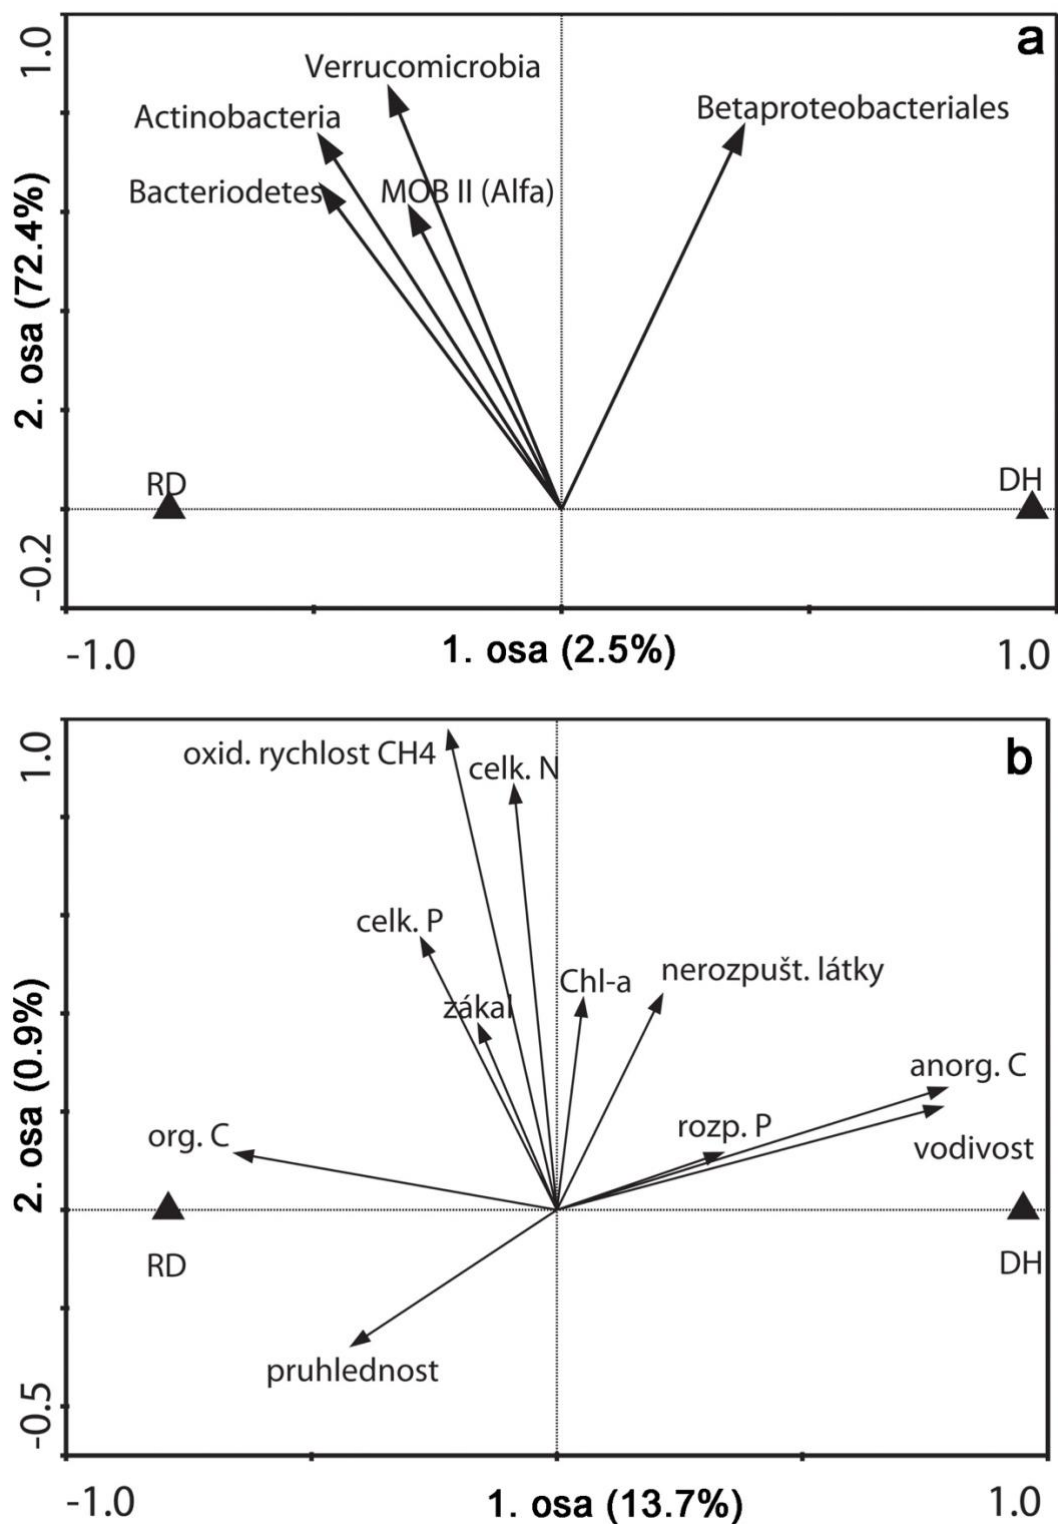 a
1.0
Verrucomicrobia
Betaproteobacteriales
Actinobacteria
Bacteriodetes
MOB II (Alfa)
2. osa (72.4%)
RD
DH
-0.2
-1.0
1. osa (2.5%)
1.0
b
1.0
oxid. rychlost CH4
celk. N
celk. P
zákal
Chl-a
nerozpušt. látky
anorg. C
rozp. P
vodivost
org. C
2. osa (0.9%)
RD
DH
pruhlednost
-0.5
-1.0
1. osa (13.7%)
1.0